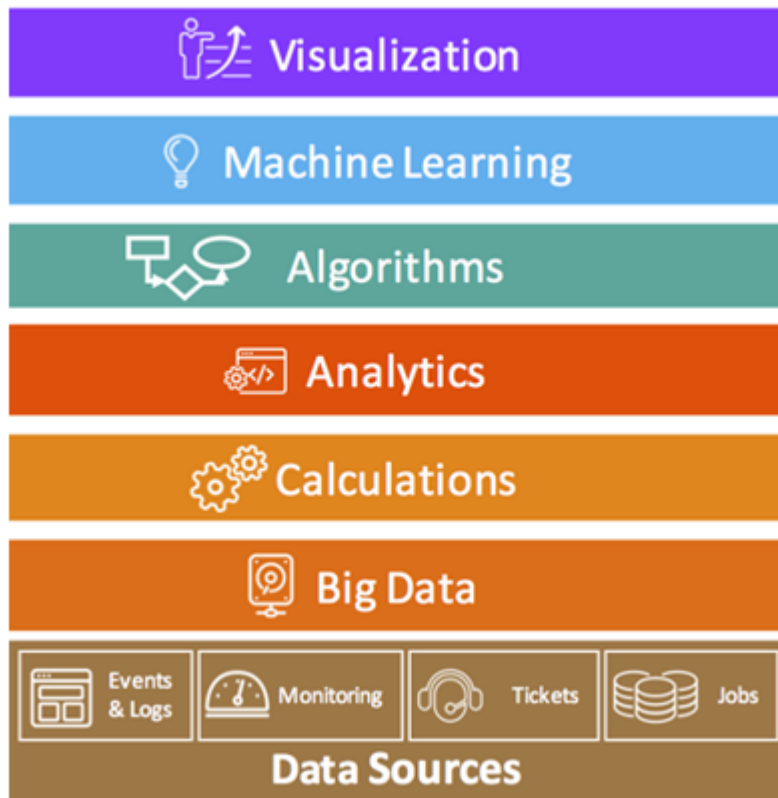 Visualization
Machine Learning
Algorithms
Analytics
Calculations
Big Data
Events
& Logs
Monitoring
Tickets
Jobs
Data Sources